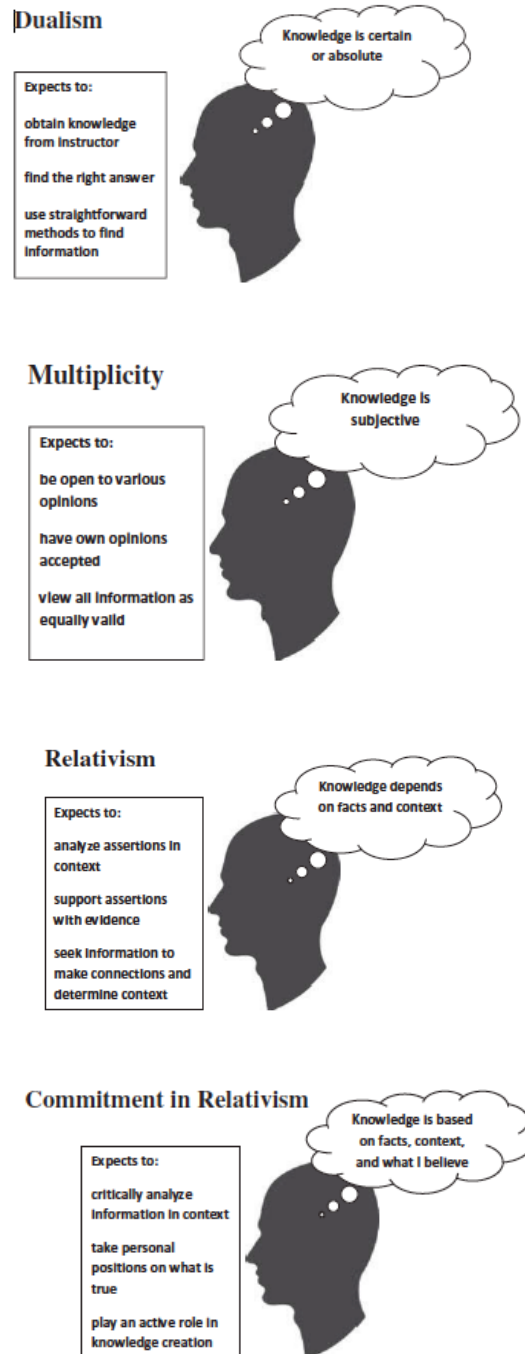 Dualism
Knowledge is certain
or absolute
Expects to:
obtain knowledge
from instructor
find the right answer
use straightforward
methods to find
information
Multiplicity
Knowledge is
subjective
Expects to:
be open to various
opinions
have own opinions
accepted
view all information as
equally valid
Relativism
Knowledge depends
on facts and context
Expects to:
analyze assertions in
context
support assertions
with evidence
seek information to
make connections and
determine context
Commitment in Relativism
Knowledge is based
on facts, context,
and what I believe
Expects to:
critically analyze
information in context
take personal
positions on what is
true
play an active role in
knowledge creation